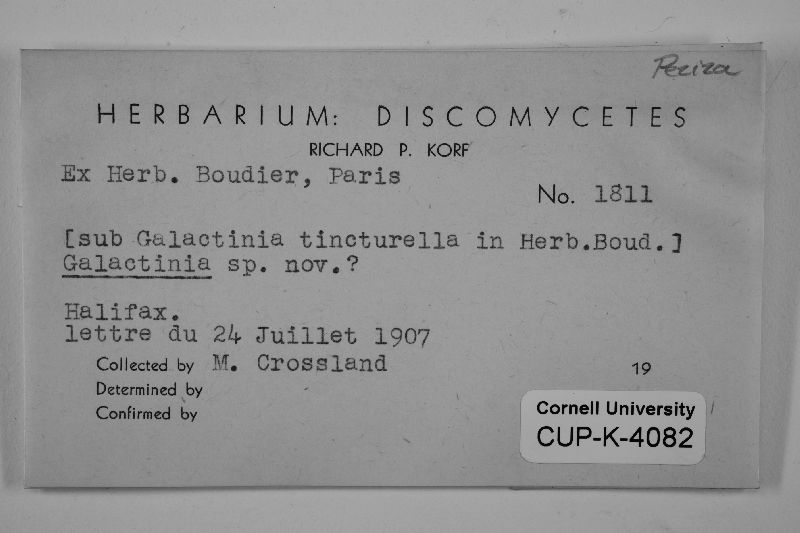 Peziza
HERBARIUM: DISCOMYCETES
RICHARD P. KORF
Ex Herb. Boudier, Paris
No. 1811
[sub Galactinia tincturella in Herb.Boud.]
Galactinia sp. nov.?
Halifax.
lettre du 24 Juillet 1907
Collected by M. Crossland 19
Determined by
Confirmed by
Cornell University
CUP-K-4082